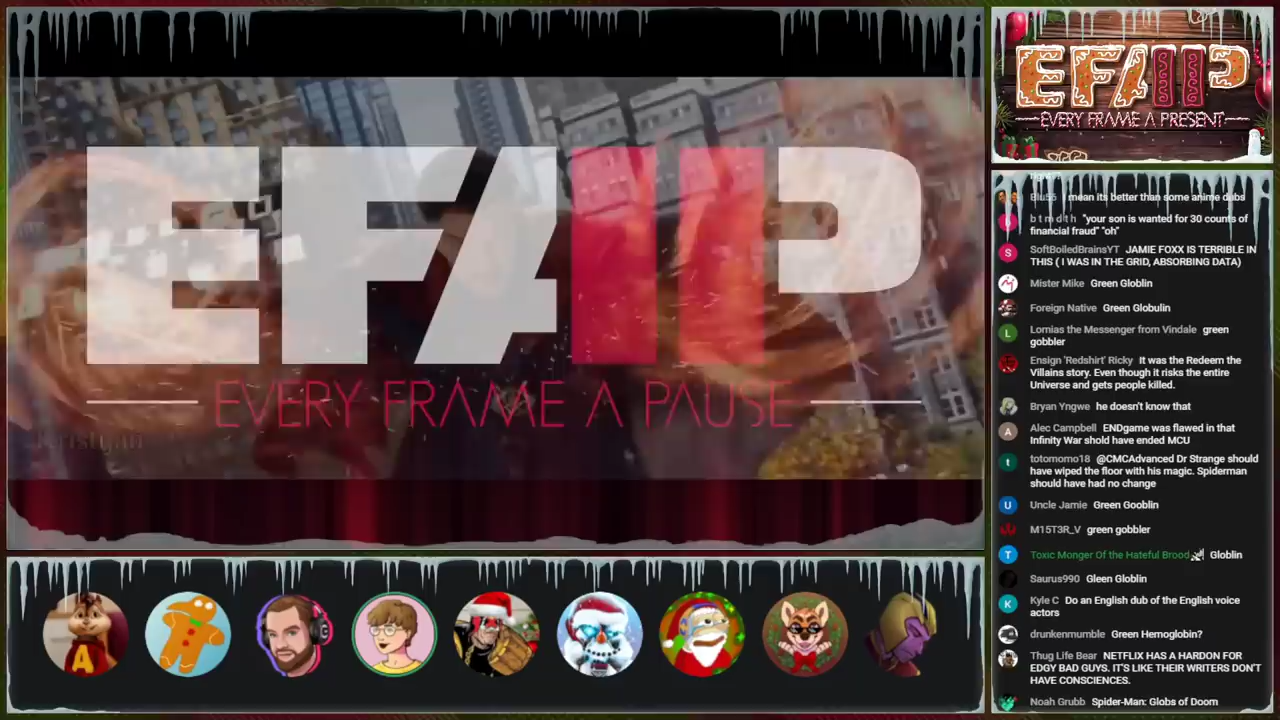 EFAP
EVERY FRAME A PAUSE
A
EFAP
EVERY FRAME A PRESENT
I mean its better than some anime dubs
b t m d t h "your son is wanted for 30 counts of
financial fraud" "oh"
SoftBoiledBrainsYT JAMIE FOXX IS TERRIBLE IN
THIS ( I WAS IN THE GRID, ABSORBING DATA)
Mister Mike Green Globlin
Foreign Native Green Globulin
Lomias the Messenger from Vindale green
gobbler
Ensign 'Redshirt' Ricky It was the Redeem the
Villains story. Even though it risks the entire
Universe and gets people killed.
Bryan Yngwe he doesn't know that
Alec Campbell ENDgame was flawed in that
Infinity War shold have ended MCU
totomomo18 @CMCAdvanced Dr Strange should
have wiped the floor with his magic. Spiderman
should have had no change
Uncle Jamie Green Gooblin
M15T3R_V green gobbler
Toxic Monger Of the Hateful Brood Globlin
Saurus990 Gleen Globlin
Kyle C Do an English dub of the English voice
actors
drunkenmumble Green Hemoglobin?
Thug Life Bear NETFLIX HAS A HARDON FOR
EDGY BAD GUYS. IT'S LIKE THEIR WRITERS DON'T
HAVE CONSCIENCES.
Noah Grubb Spider-Man: Globs of Doom